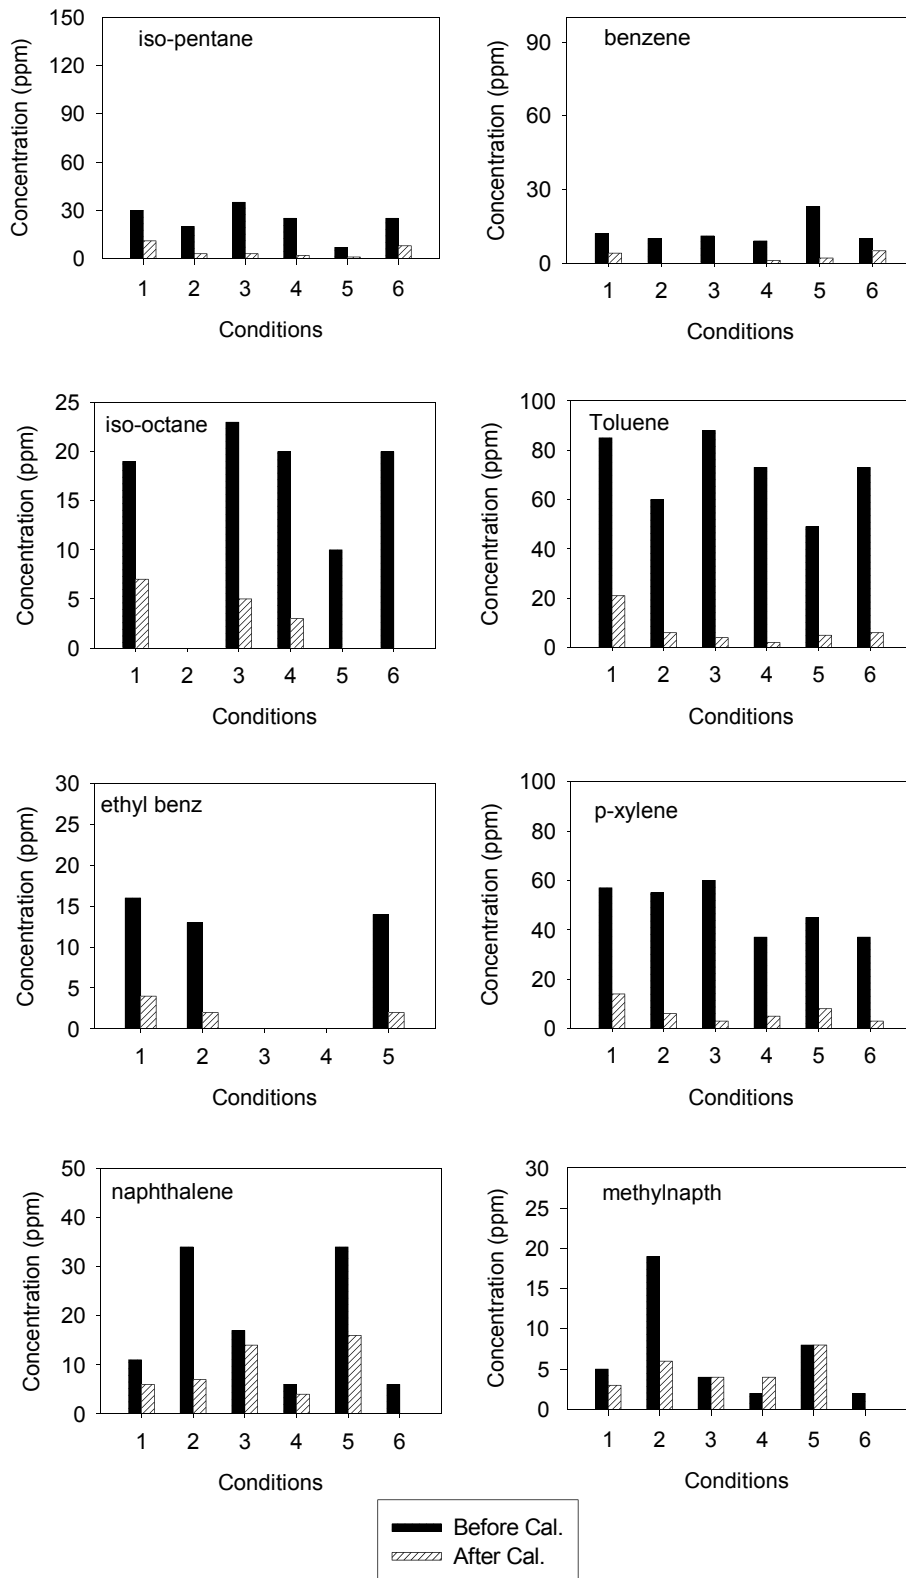 iso-pentane
Concentration (ppm)
150
120
90
60
30
0
1 2 3 4 5 6
Conditions
benzene
Concentration (ppm)
90
60
30
0
1 2 3 4 5 6
Conditions
iso-octane
Concentration (ppm)
25
20
15
10
5
0
1 2 3 4 5 6
Conditions
Toluene
Concentration (ppm)
100
80
60
40
20
0
1 2 3 4 5 6
Conditions
ethyl benz
Concentration (ppm)
30
25
20
15
10
5
0
1 2 3 4 5
Conditions
p-xylene
Concentration (ppm)
100
80
60
40
20
0
1 2 3 4 5 6
Conditions
naphthalene
Concentration (ppm)
50
40
30
20
10
0
1 2 3 4 5 6
Conditions
methylnapth
Concentration (ppm)
30
25
20
15
10
5
0
1 2 3 4 5 6
Conditions
Before Cal.
After Cal.